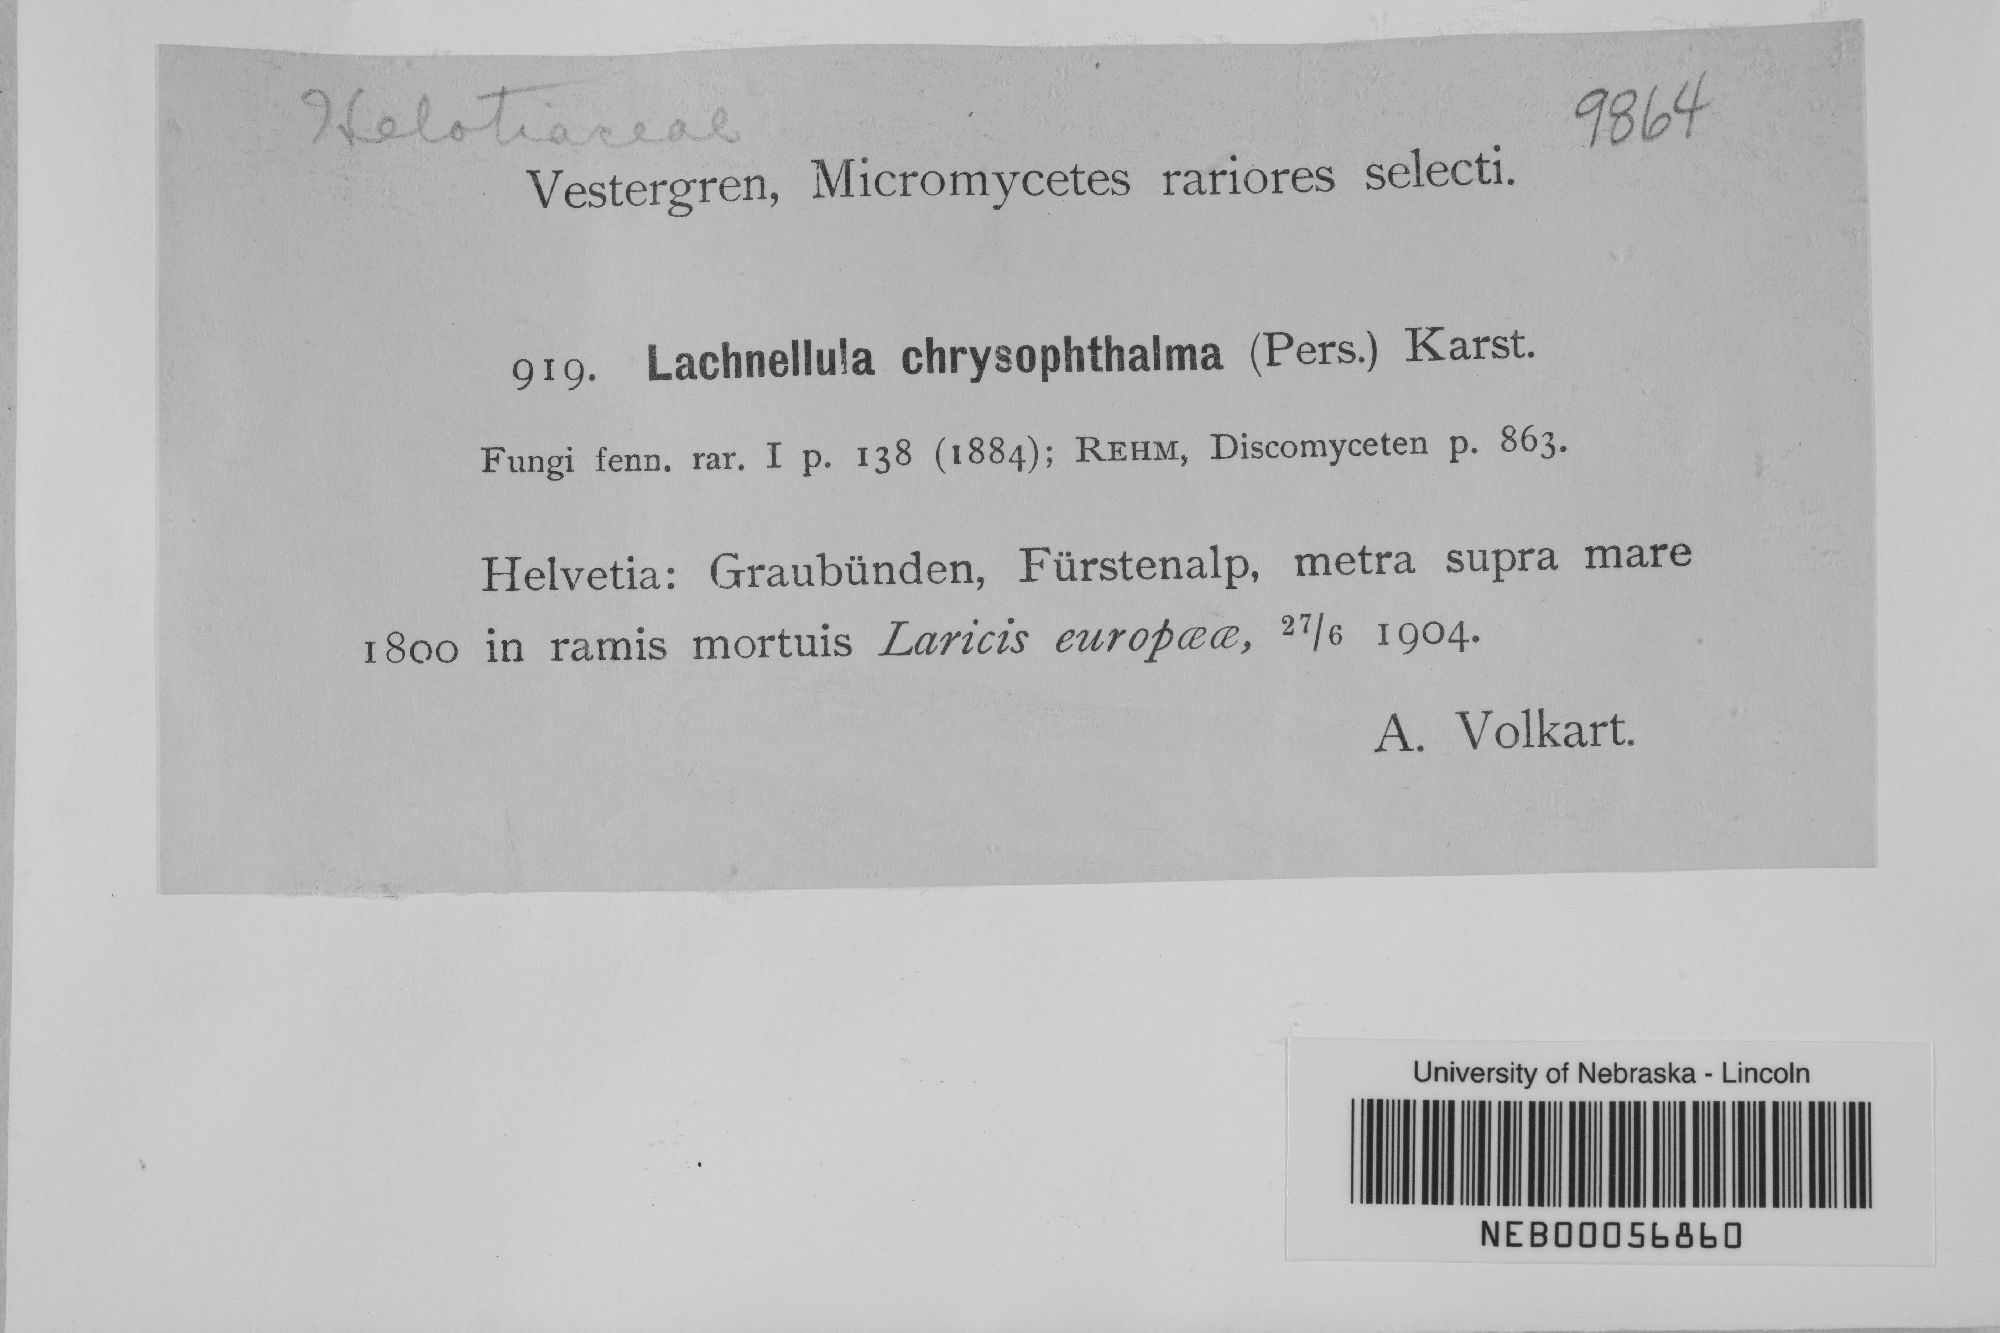 Helotiaceae
9864
Vestergren, Micromycetes rariores selecti.
919. Lachnellula chrysophthalma (Pers.) Karst.
Fungi fenn. rar. I p. 138 (1884); REHM, Discomyceten p. 863.
Helvetia: Graubünden, Fürstenalp, metra supra mare
1800 in ramis mortuis Laricis europææ, 27/6 1904.
A. Volkart.
University of Nebraska - Lincoln
NEB00056860